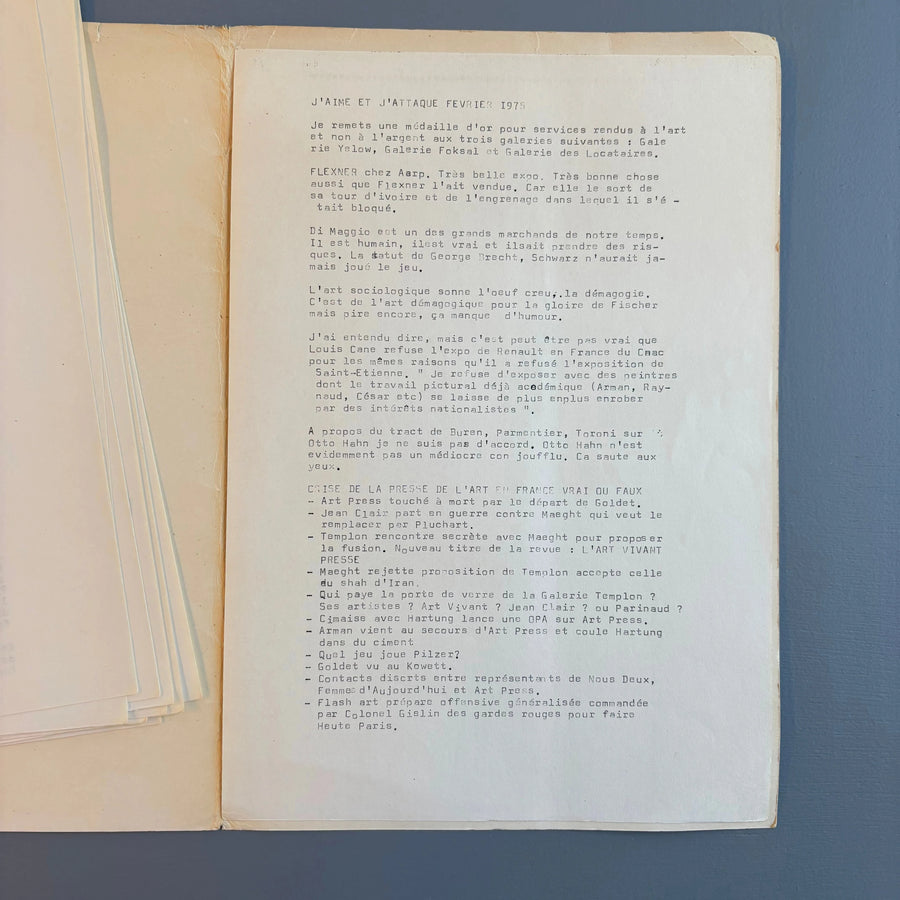 J'AIME ET J'ATTAQUE FEVRIER 1975
Je remets une médaille d'or pour services rendus à l'art
et non à l'argent aux trois galeries suivantes : Gale
rie Yelow, Galerie Foksal et Galerie des Locataires.
FLEXNER chez Aarp. Très belle expo. Très bonne chose
aussi que Flexner l'ait vendue. Car elle le sort de
sa tour d'ivoire et de l'engrenage dans lequel il s'é -
tait bloqué.
Di Maggio est un des grands marchands de notre temps.
Il est humain, ilest vrai et ilsait prendre des ris-
ques. La statut de George Brecht, Schwarz n'aurait ja-
mais joué le jeu.
L'art sociologique sonne l'oeuf creux,.la démagogie.
C'est de l'art démagogique pour la gloire de Fischer
mais pire encore, ça manque d'humour.
J'ai entendu dire, mais c'est peut être pas vrai que
Louis Cane refuse l'expo de Renault en France du Cnac
pour les mêmes raisons qu'il a refusé l'exposition de
Saint-Etienne. " Je refuse d'exposer avec des peintres
dont le travail pictural déjà académique (Arman, Ray-
naud, César etc) se laisse de plus enplus enrober
par des intérêts nationalistes ".
A propos du tract de Buren, Parmentier, Toroni sur
Otto Hahn je ne suis pas d'accord. Otto Hahn n'est
evidemment pas un médiocre con joufflu. Ca saute aux
yeux.
CRISE DE LA PRESSE DE L'ART EN FRANCE VRAI OU FAUX
- Art Press touché à mort par le départ de Goldet.
- Jean Clair part en guerre contre Maeght qui veut le
remplacer par Pluchart.
- Templon rencontre secrète avec Maeght pour proposer
la fusion. Nouveau titre de la revue : L'ART VIVANT
PRESSE
- Maeght rejette proposition de Templon accepte celle
du shah d'Iran.
- Qui paye la porte de verre de la Galerie Templon ?
Ses artistes ? Art Vivant ? Jean Clair ? ou Parinaud ?
- Cimaise avec Hartung lance une OPA sur Art Press.
- Arman vient au secours d'Art Press et coule Hartung
dans du ciment
- Quel jeu joue Pilzer?
- Goldet vu au Koweït.
- Contacts discrts entre représentants de Nous Deux,
Femmes d'Aujourd'hui et Art Press.
- Flash art prépare offensive généralisée commandée
par Colonel Gislin des gardes rouges pour faire
Heute Paris.